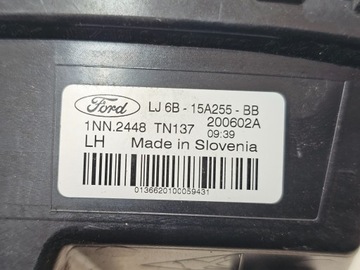 Ford LJ 6B - 15A255 - BB
1NN.2448 TN137 200602A
09:39
LH Made in Slovenia
0136620100059431